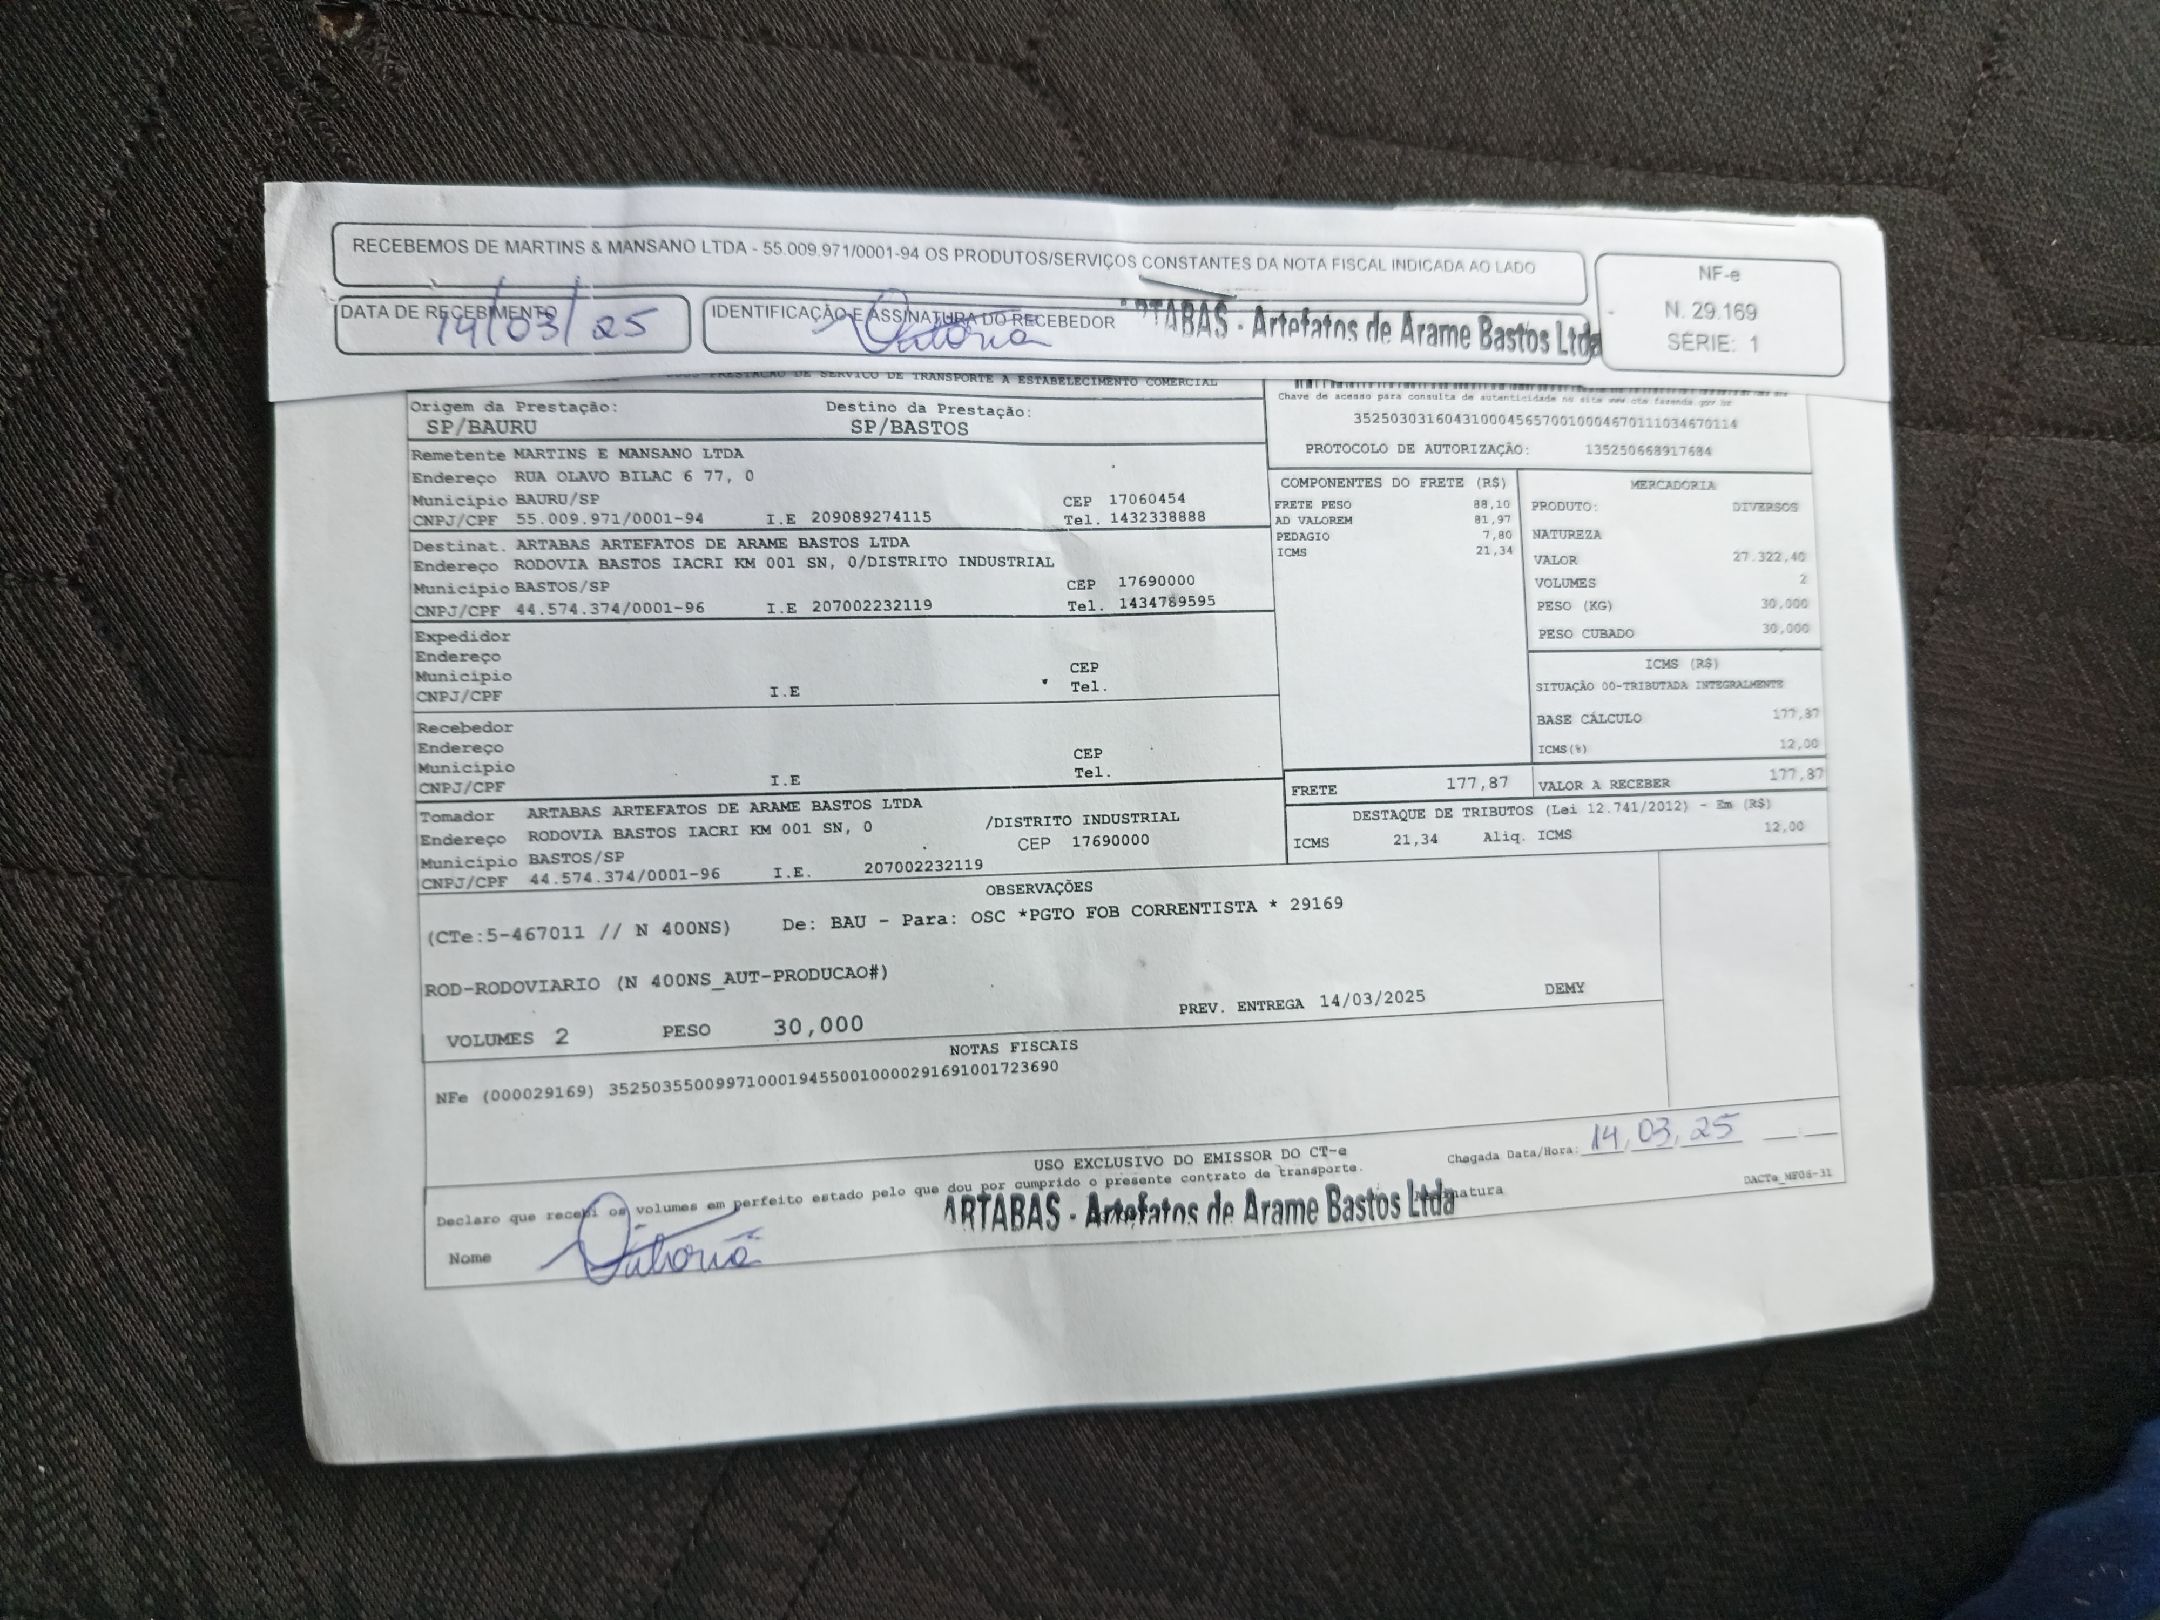 RECEBEMOS DE MARTINS & MANSANO LTDA - 55.009.971/0001-94 OS PRODUTOS/SERVIÇOS CONSTANTES DA NOTA FISCAL INDICADA AO LADO
NF-e
N. 29.169
SÉRIE: 1
DATA DE RECEBIMENTO
14/03/25
IDENTIFICAÇÃO E ASSINATURA DO RECEBEDOR
Vitória
ARTABAS - Artefatos de Arame Bastos Ltda
PRESTACAO DE SERVICO DE TRANSPORTE A ESTABELECIMENTO COMERCIAL
Chave de acesso para consulta de autenticidade no site www.cte.fazenda.gov.br
35250303160431000456570010004670111034670114
PROTOCOLO DE AUTORIZAÇÃO: 135250668917684
Origem da Prestação: Destino da Prestação:
SP/BAURU SP/BASTOS
Remetente MARTINS E MANSANO LTDA
Endereço RUA OLAVO BILAC 6 77, 0
Município BAURU/SP CEP 17060454
CNPJ/CPF 55.009.971/0001-94 I.E 209089274115 Tel. 1432338888
Destinat. ARTABAS ARTEFATOS DE ARAME BASTOS LTDA
Endereço RODOVIA BASTOS IACRI KM 001 SN, 0/DISTRITO INDUSTRIAL
Município BASTOS/SP CEP 17690000
CNPJ/CPF 44.574.374/0001-96 I.E 207002232119 Tel. 1434789595
Expedidor
Endereço
Município CEP
CNPJ/CPF I.E Tel.
Recebedor
Endereço
Município CEP
CNPJ/CPF I.E Tel.
Tomador ARTABAS ARTEFATOS DE ARAME BASTOS LTDA
Endereço RODOVIA BASTOS IACRI KM 001 SN, 0 /DISTRITO INDUSTRIAL
Município BASTOS/SP CEP 17690000
CNPJ/CPF 44.574.374/0001-96 I.E. 207002232119
COMPONENTES DO FRETE (R$)
FRETE PESO 88,10
AD VALOREM 81,97
PEDAGIO 7,80
ICMS 21,34
MERCADORIA
PRODUTO: DIVERSOS
NATUREZA
VALOR 27.322,40
VOLUMES 2
PESO (KG) 30,000
PESO CUBADO 30,000
ICMS (R$)
SITUAÇÃO 00-TRIBUTADA INTEGRALMENTE
BASE CÁLCULO 177,87
ICMS(%) 12,00
FRETE 177,87 VALOR A RECEBER 177,87
DESTAQUE DE TRIBUTOS (Lei 12.741/2012) - Em (R$)
ICMS 21,34 Aliq. ICMS 12,00
OBSERVAÇÕES
(CTe:5-467011 // N 400NS) De: BAU - Para: OSC *PGTO FOB CORRENTISTA * 29169
ROD-RODOVIARIO (N 400NS_AUT-PRODUCAO#)
VOLUMES 2 PESO 30,000 PREV. ENTREGA 14/03/2025 DEMY
NOTAS FISCAIS
NFe (000029169) 35250355009971000194550010000291691001723690
USO EXCLUSIVO DO EMISSOR DO CT-e
Chegada Data/Hora: 14, 03, 25 __:__
Declaro que recebi os volumes em perfeito estado pelo que dou por cumprido o presente contrato de transporte.
DACTe_MF06-31
Nome Vitória
ARTABAS - Artefatos de Arame Bastos Ltda